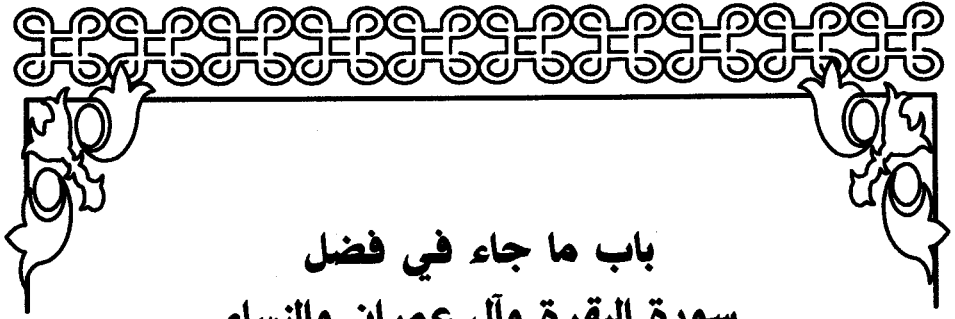 باب ما جاء في فضل
سورة البقرة وآل عمران والنساء